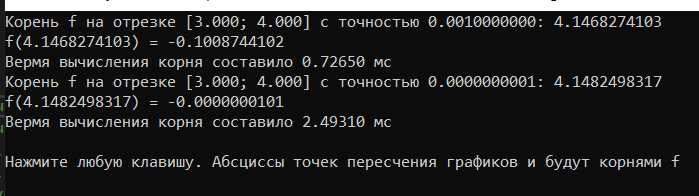 Корень f на отрезке [3.000; 4.000] с точностью 0.0010000000: 4.1468274103
f(4.1468274103) = -0.1008744102
Вермя вычисления корня составило 0.72650 мс
Корень f на отрезке [3.000; 4.000] с точностью 0.0000000001: 4.1482498317
f(4.1482498317) = -0.0000000101
Вермя вычисления корня составило 2.49310 мс
Нажмите любую клавишу. Абсциссы точек пересчения графиков и будут корнями f